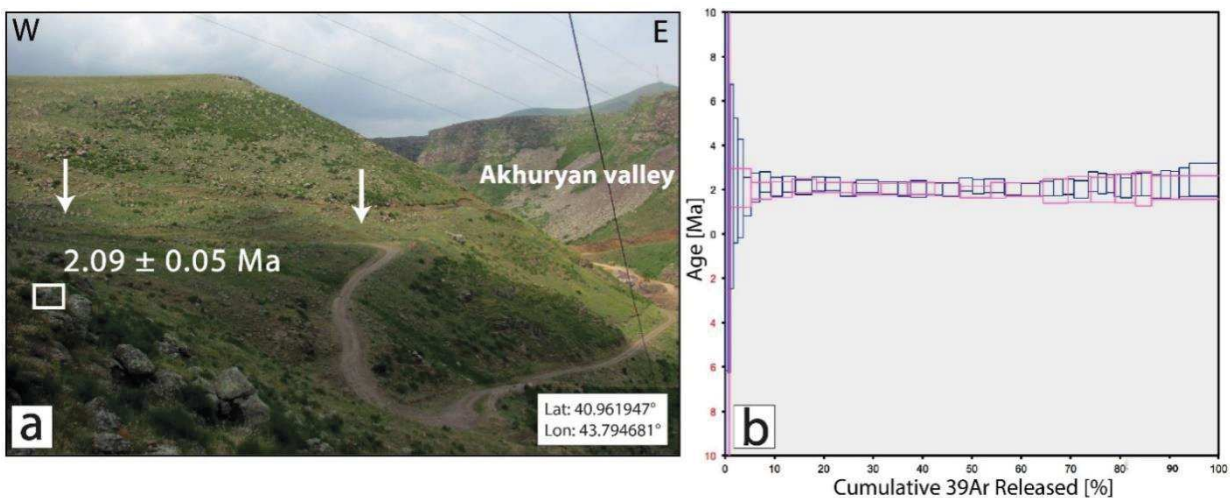 W
E
Akhuryan valley
2.09 ± 0.05 Ma
Lat: 40.961947°
Lon: 43.794681°
a
Age [Ma]
10
8
6
4
2
0
2
4
6
8
10
b
0 10 20 30 40 50 60 70 80 90 100
Cumulative 39Ar Released [%]